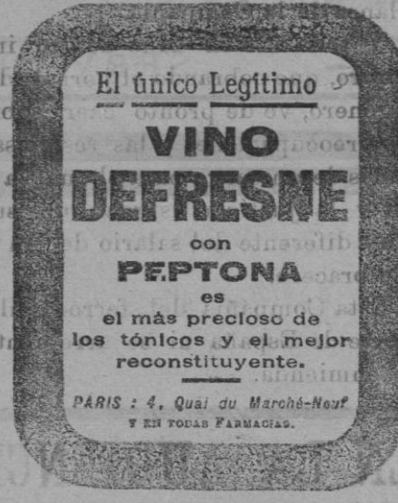 El único Legítimo
VINO
DEFRESNE
con
PEPTONA
es
el más precioso de
los tónicos y el mejor
reconstituyente.
PARIS : 4, Quai du Marché-Neuf
Y EN TODAS FARMACIAS.